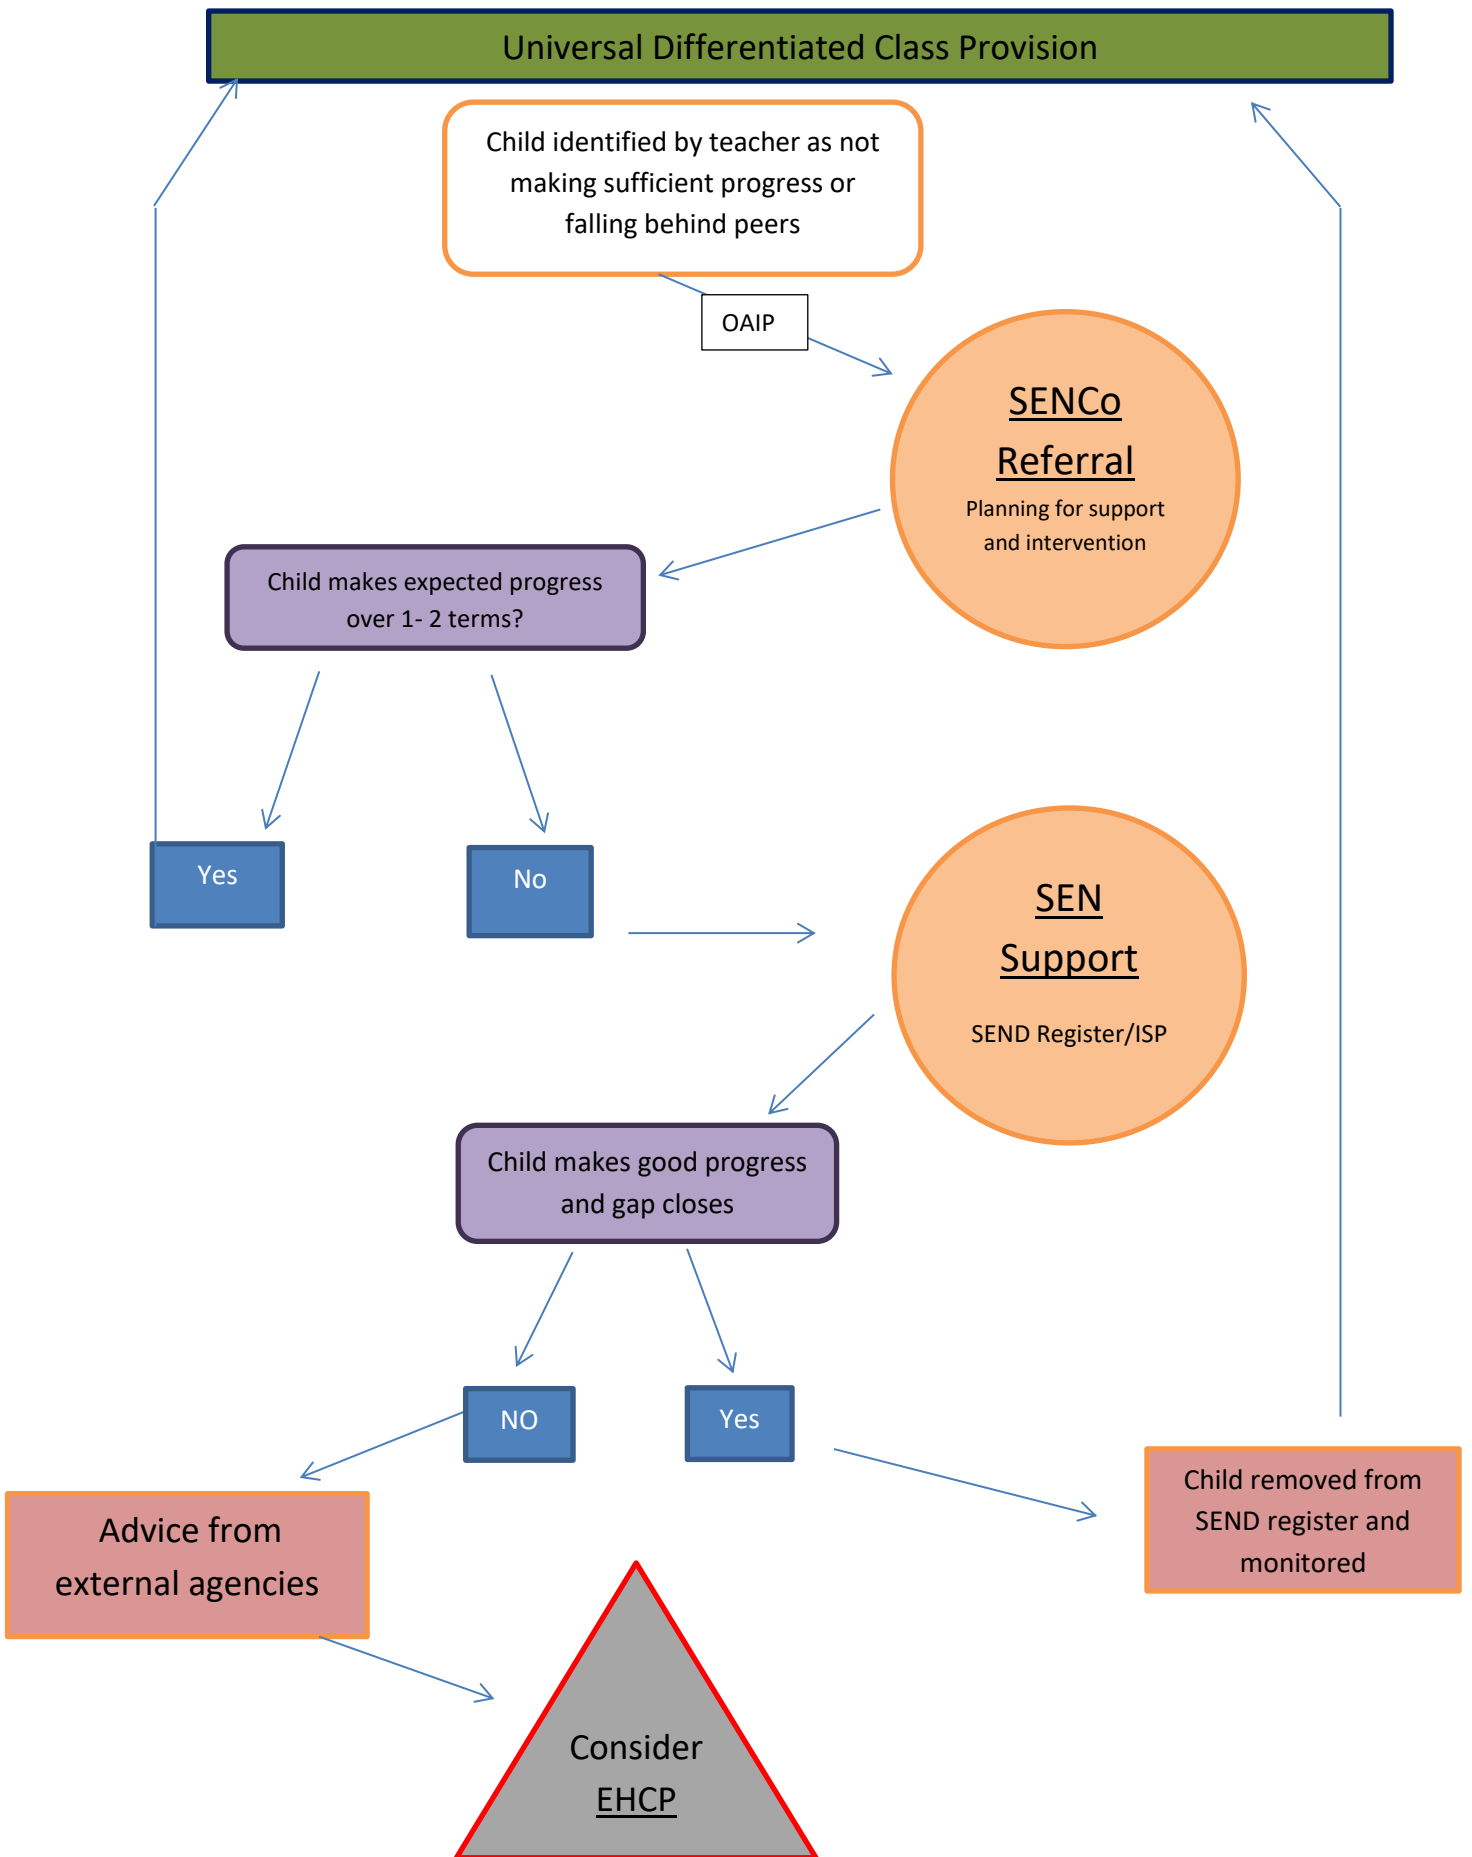 Universal Differentiated Class Provision
Child identified by teacher as not
making sufficient progress or
falling behind peers
OAIP
SENCo
Referral
Planning for support
and intervention
Child makes expected progress
over 1- 2 terms?
Yes
No
SEN
Support
SEND Register/ISP
Child makes good progress
and gap closes
NO
Yes
Child removed from
SEND register and
monitored
Advice from
external agencies
Consider
EHCP